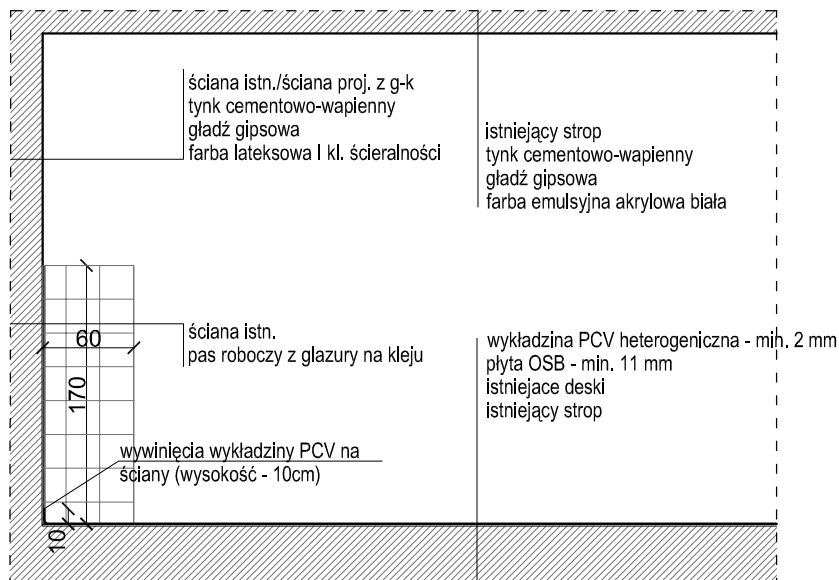 ściana istn./ściana proj. z g-k
tynk cementowo-wapienny
gładź gipsowa
farba lateksowa I kl. ścieralności
istniejący strop
tynk cementowo-wapienny
gładź gipsowa
farba emulsyjna akrylowa biała
ściana istn.
pas roboczy z glazury na kleju
60
170
wykładzina PCV heterogeniczna - min. 2 mm
płyta OSB - min. 11 mm
istniejace deski
istniejący strop
wywinięcia wykładziny PCV na
ściany (wysokość - 10cm)
10